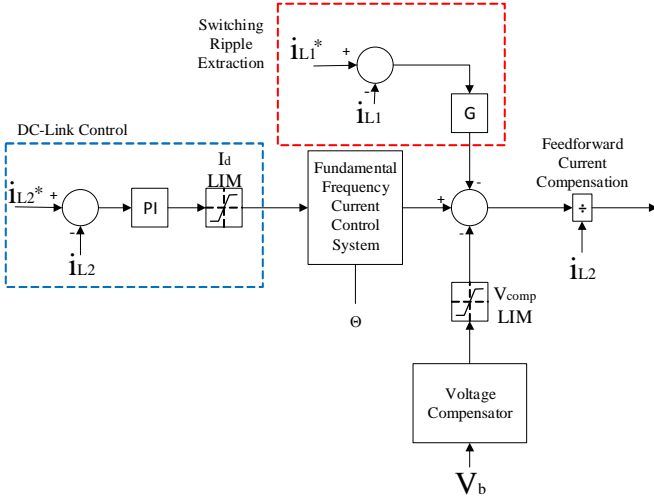 Switching
Ripple
Extraction
iL1*
+
-
iL1
G
DC-Link Control
iL2*
+
-
iL2
PI
Id
LIM
Fundamental
Frequency
Current
Control
System
Θ
+
-
-
Feedforward
Current
Compensation
÷
iL2
Vcomp
LIM
Voltage
Compensator
Vb